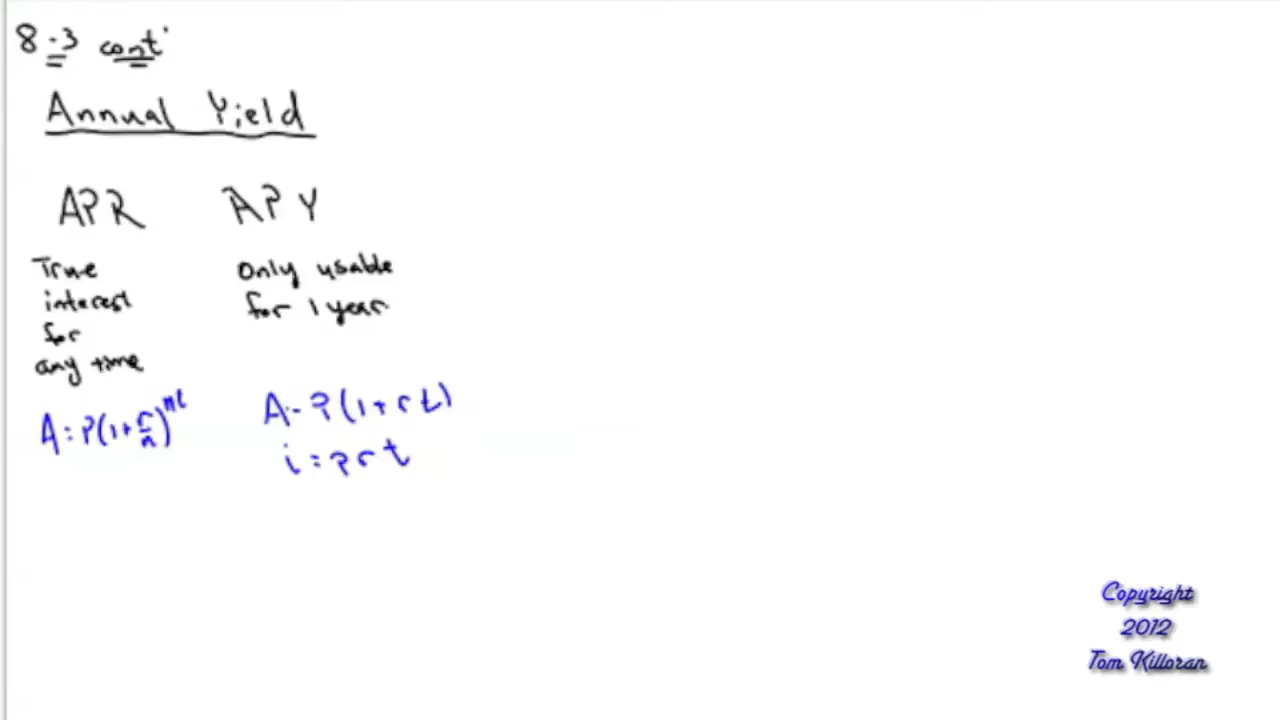 8-3 cont'
Annual Yield
APR APY
True
interest
for
any time
Only usable
for 1 year
A=P(1+r/n)^nt
A=P(1+rt)
i=prt
Copyright
2012
Tom Killoran